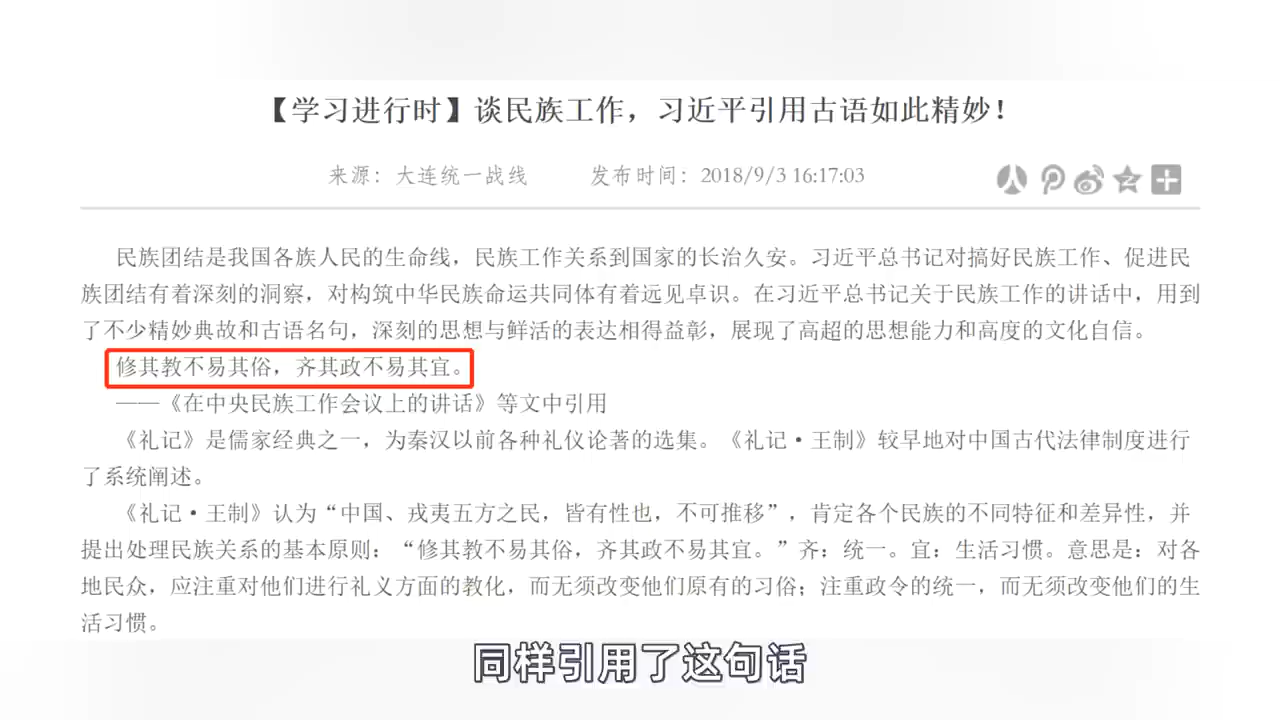 【学习进行时】谈民族工作，习近平引用古语如此精妙！
来源：大连统一战线 发布时间：2018/9/3 16:17:03
民族团结是我国各族人民的生命线，民族工作关系到国家的长治久安。习近平总书记对搞好民族工作、促进民
族团结有着深刻的洞察，对构筑中华民族命运共同体有着远见卓识。在习近平总书记关于民族工作的讲话中，用到
了不少精妙典故和古语名句，深刻的思想与鲜活的表达相得益彰，展现了高超的思想能力和高度的文化自信。
修其教不易其俗，齐其政不易其宜。
——《在中央民族工作会议上的讲话》等文中引用
《礼记》是儒家经典之一，为秦汉以前各种礼仪论著的选集。《礼记·王制》较早地对中国古代法律制度进行
了系统阐述。
《礼记·王制》认为“中国、戎夷五方之民，皆有性也，不可推移”，肯定各个民族的不同特征和差异性，并
提出处理民族关系的基本原则：“修其教不易其俗，齐其政不易其宜。”齐：统一。宜：生活习惯。意思是：对各
地民众，应注重对他们进行礼义方面的教化，而无须改变他们原有的习俗；注重政令的统一，而无须改变他们的生
活习惯。
同样引用了这句话